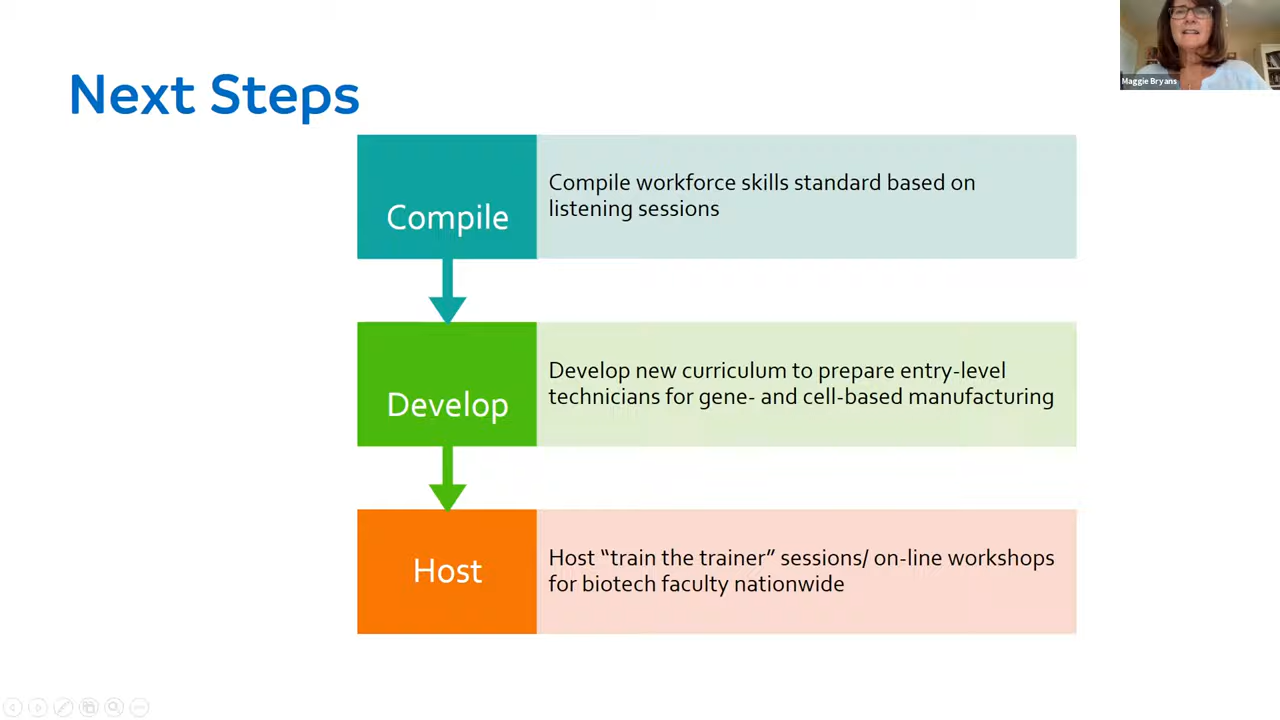 Next Steps
Maggie Bryans
Compile
Compile workforce skills standard based on
listening sessions
Develop
Develop new curriculum to prepare entry-level
technicians for gene- and cell-based manufacturing
Host
Host “train the trainer” sessions/ on-line workshops
for biotech faculty nationwide